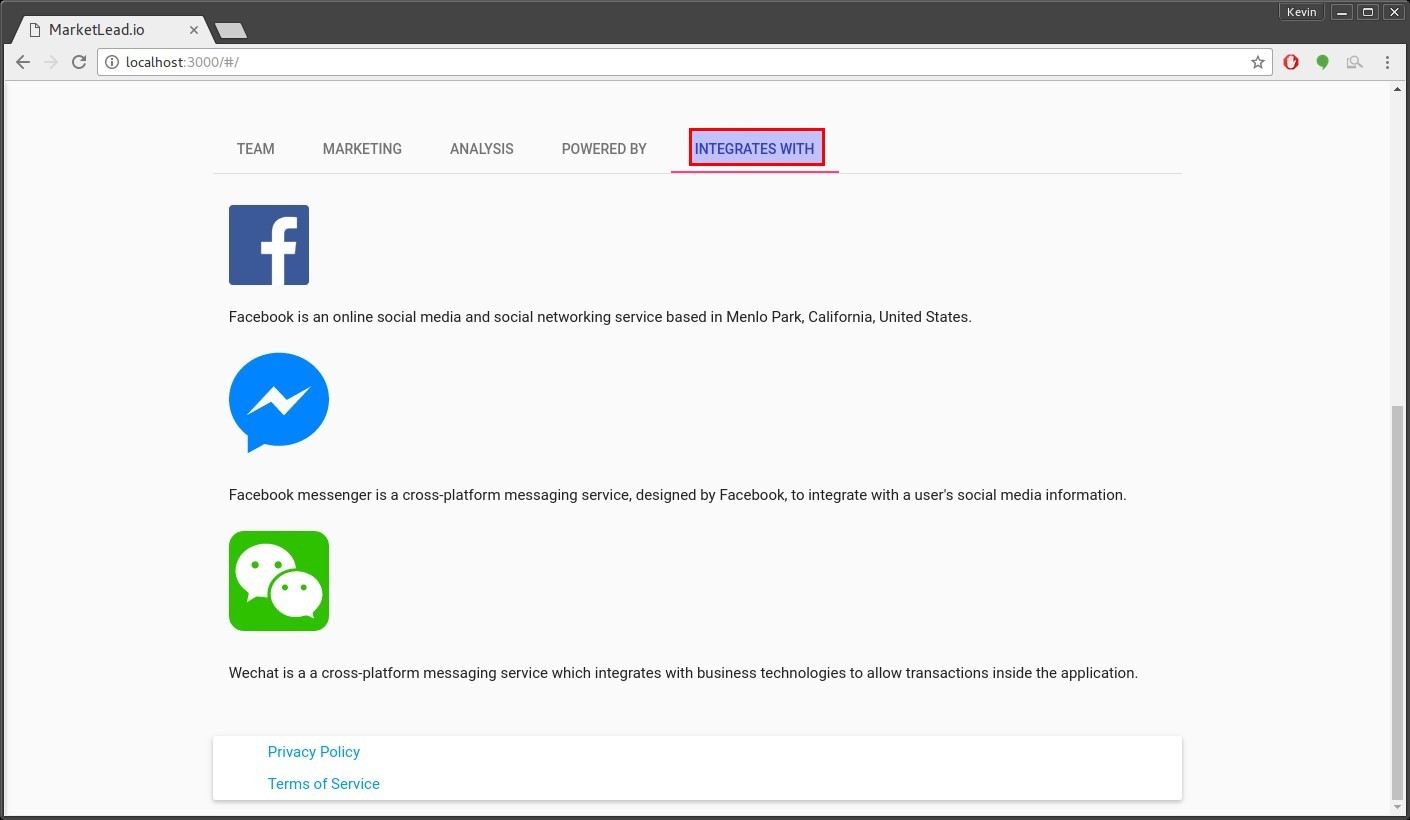 Kevin
MarketLead.io
localhost:3000/#/
TEAM MARKETING ANALYSIS POWERED BY INTEGRATES WITH
Facebook is an online social media and social networking service based in Menlo Park, California, United States.
Facebook messenger is a cross-platform messaging service, designed by Facebook, to integrate with a user's social media information.
Wechat is a a cross-platform messaging service which integrates with business technologies to allow transactions inside the application.
Privacy Policy
Terms of Service